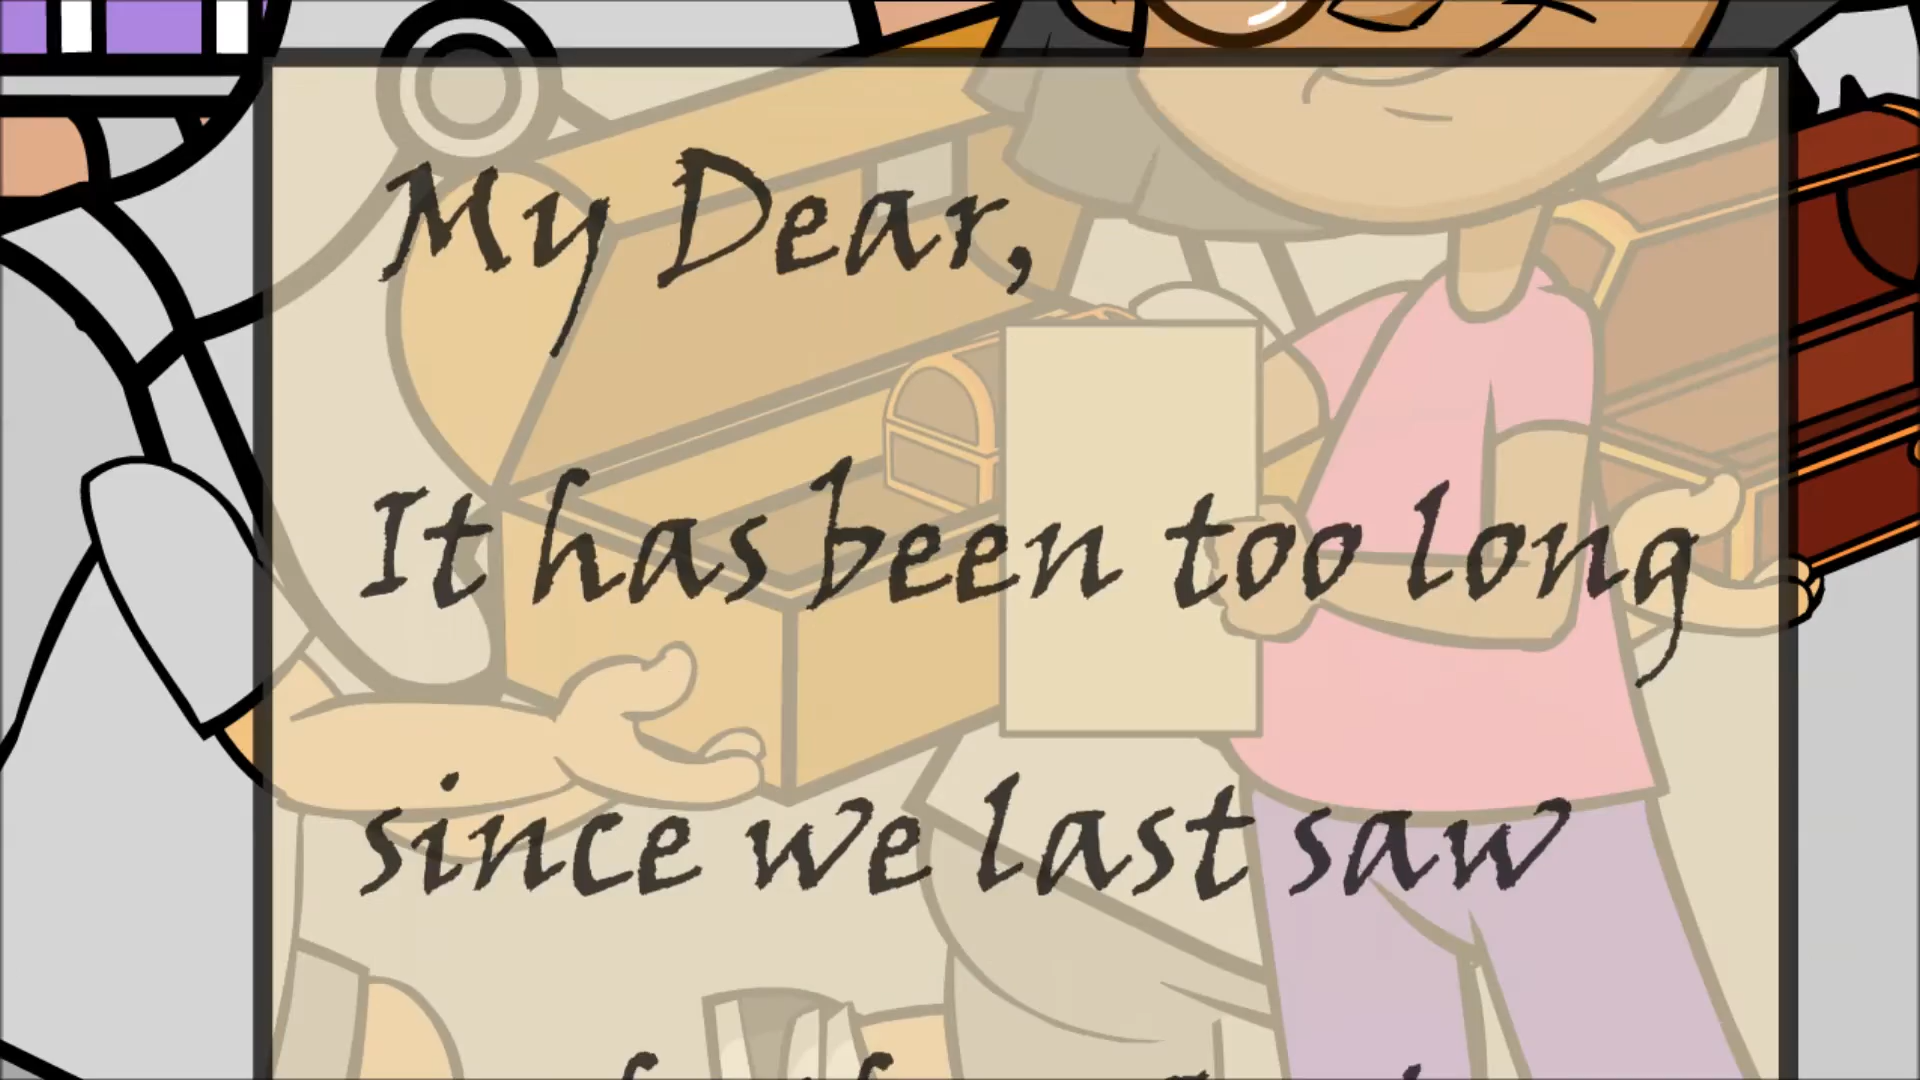 My Dear,
It has been too long
since we last saw